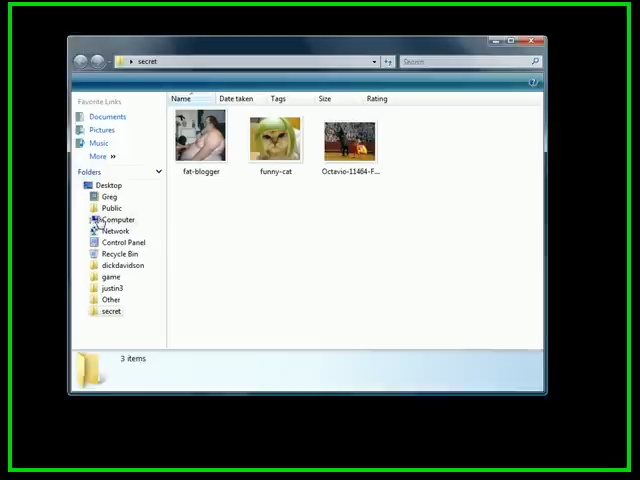 secret
Search
Favorite Links
Documents
Pictures
Music
More »
Folders
Desktop
Greg
Public
Computer
Network
Control Panel
Recycle Bin
dickdavidson
game
justin3
Other
secret
Name
Date taken
Tags
Size
Rating
fat-blogger
funny-cat
Octavio-11464-F...
3 items